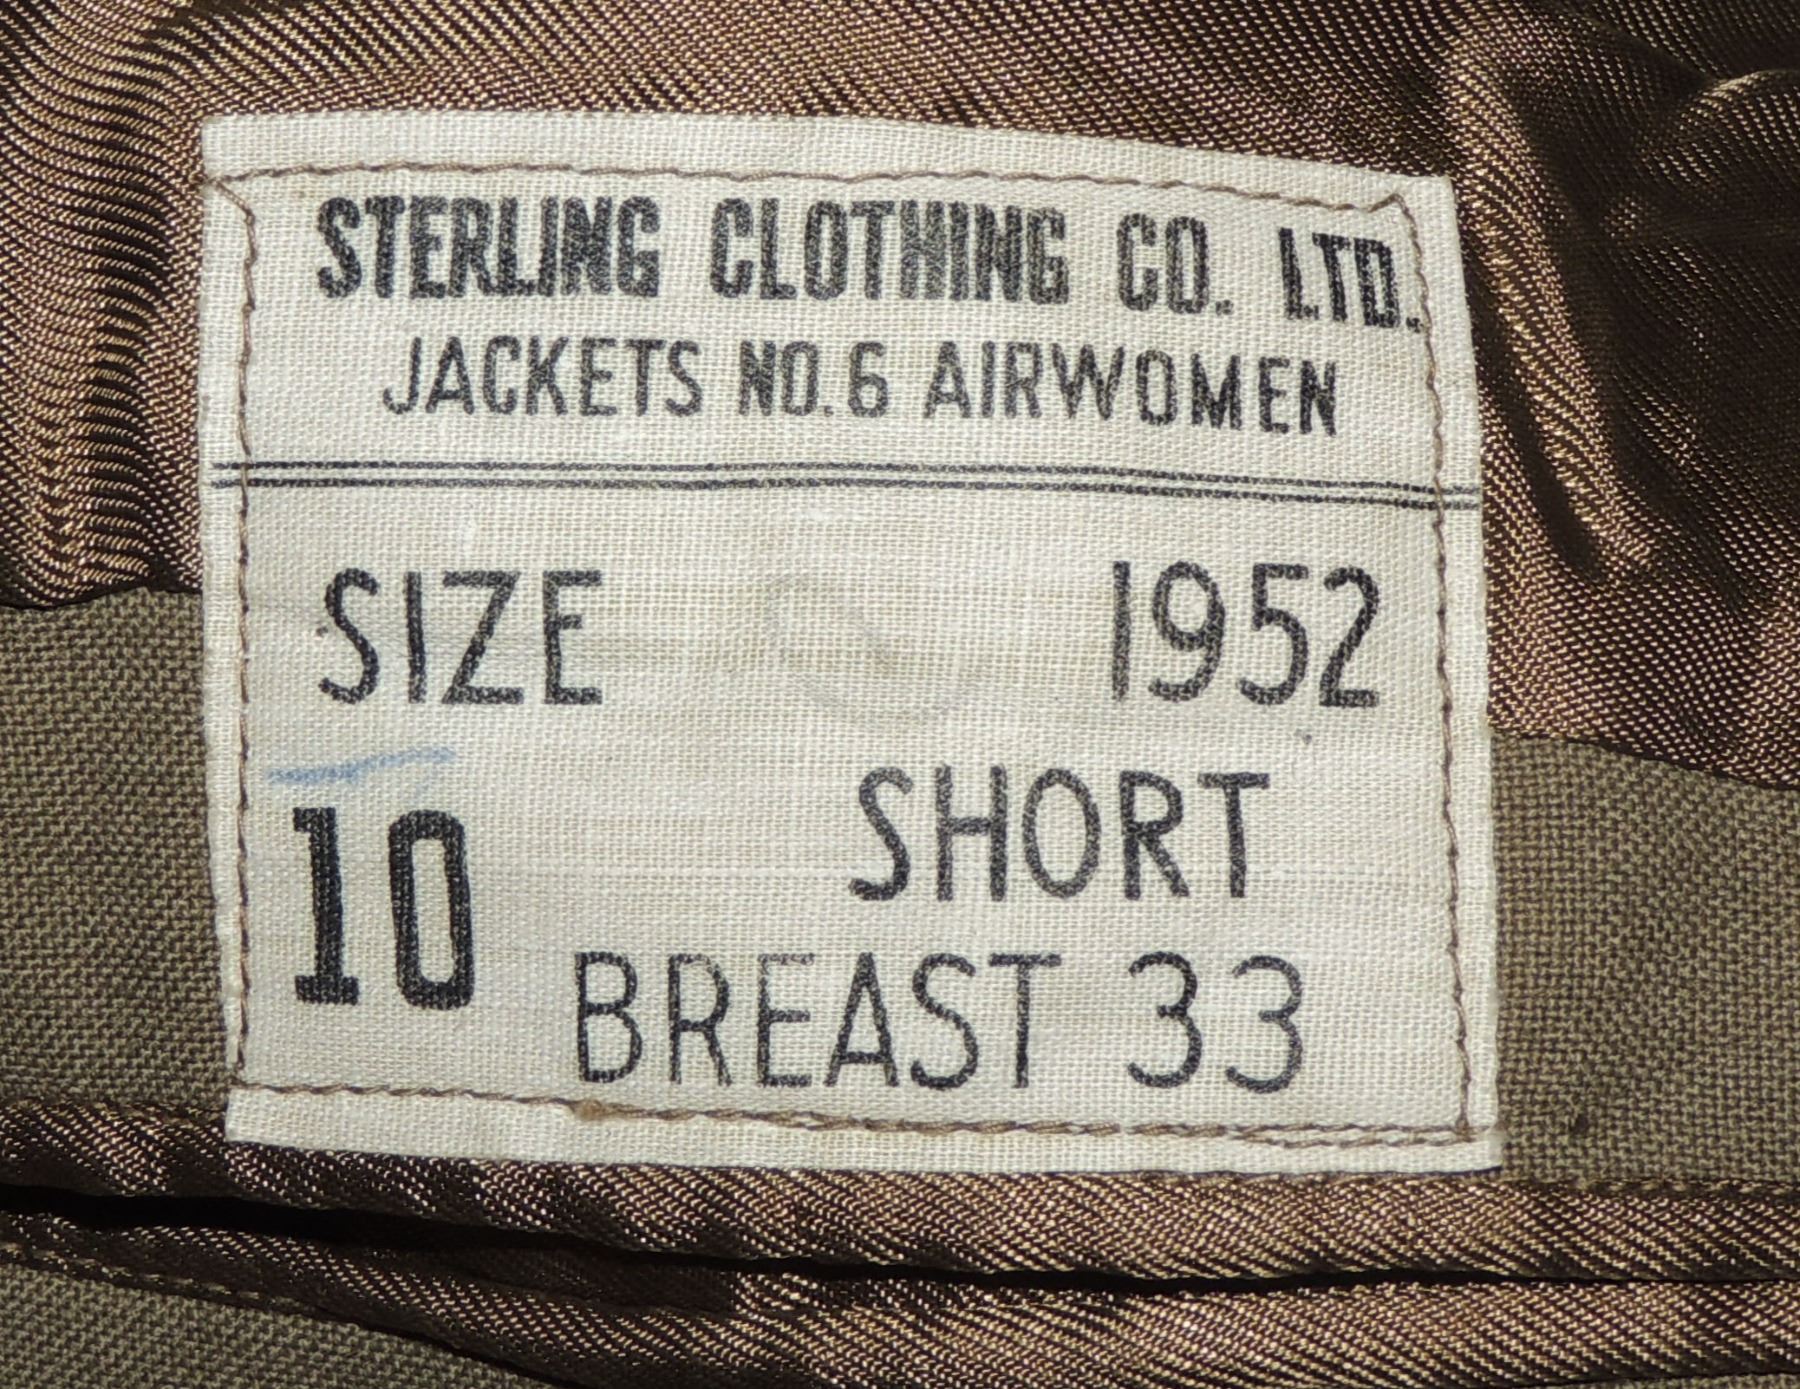 STERLING CLOTHING CO. LTD.
JACKETS NO. 6 AIRWOMEN
SIZE 1952
10 SHORT
BREAST 33